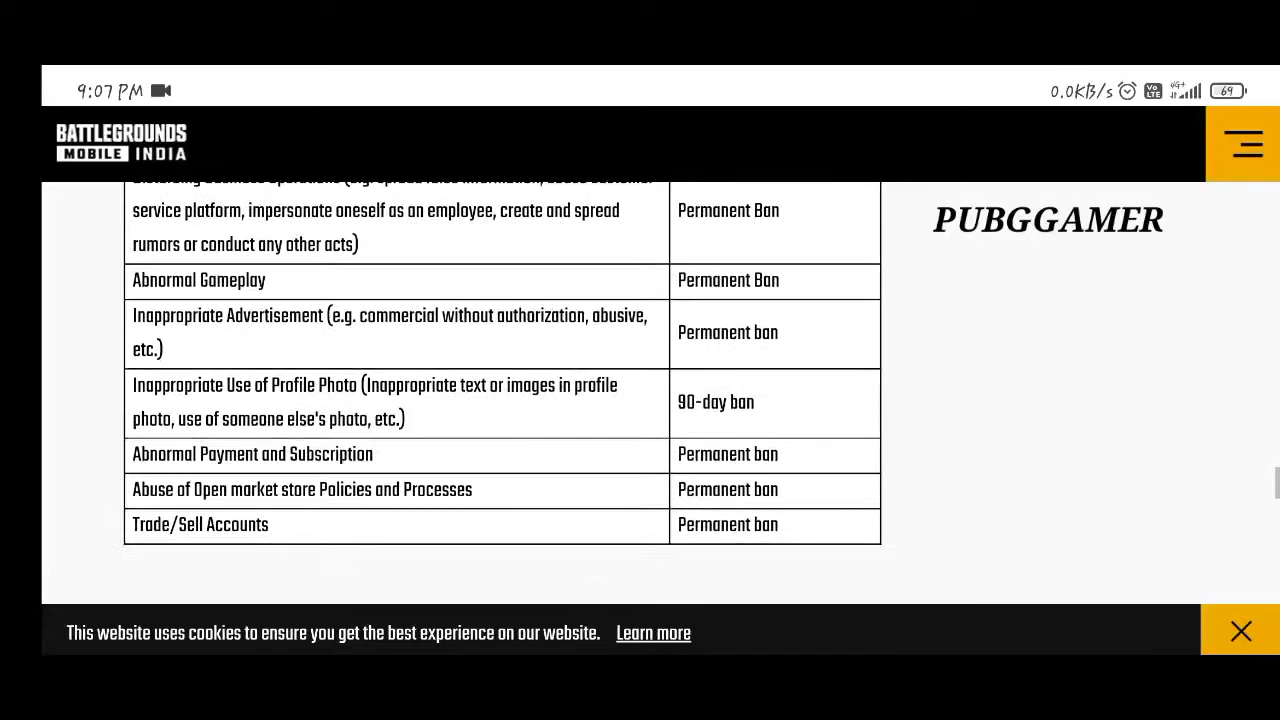 9:07 PM
0.0KB/s
Vo LTE
4G+
69
BATTLEGROUNDS
MOBILE INDIA
service platform, impersonate oneself as an employee, create and spread
rumors or conduct any other acts)
Permanent Ban
PUBGGAMER
Abnormal Gameplay
Permanent Ban
Inappropriate Advertisement (e.g. commercial without authorization, abusive,
etc.)
Permanent ban
Inappropriate Use of Profile Photo (Inappropriate text or images in profile
photo, use of someone else's photo, etc.)
90-day ban
Abnormal Payment and Subscription
Permanent ban
Abuse of Open market store Policies and Processes
Permanent ban
Trade/Sell Accounts
Permanent ban
This website uses cookies to ensure you get the best experience on our website. Learn more